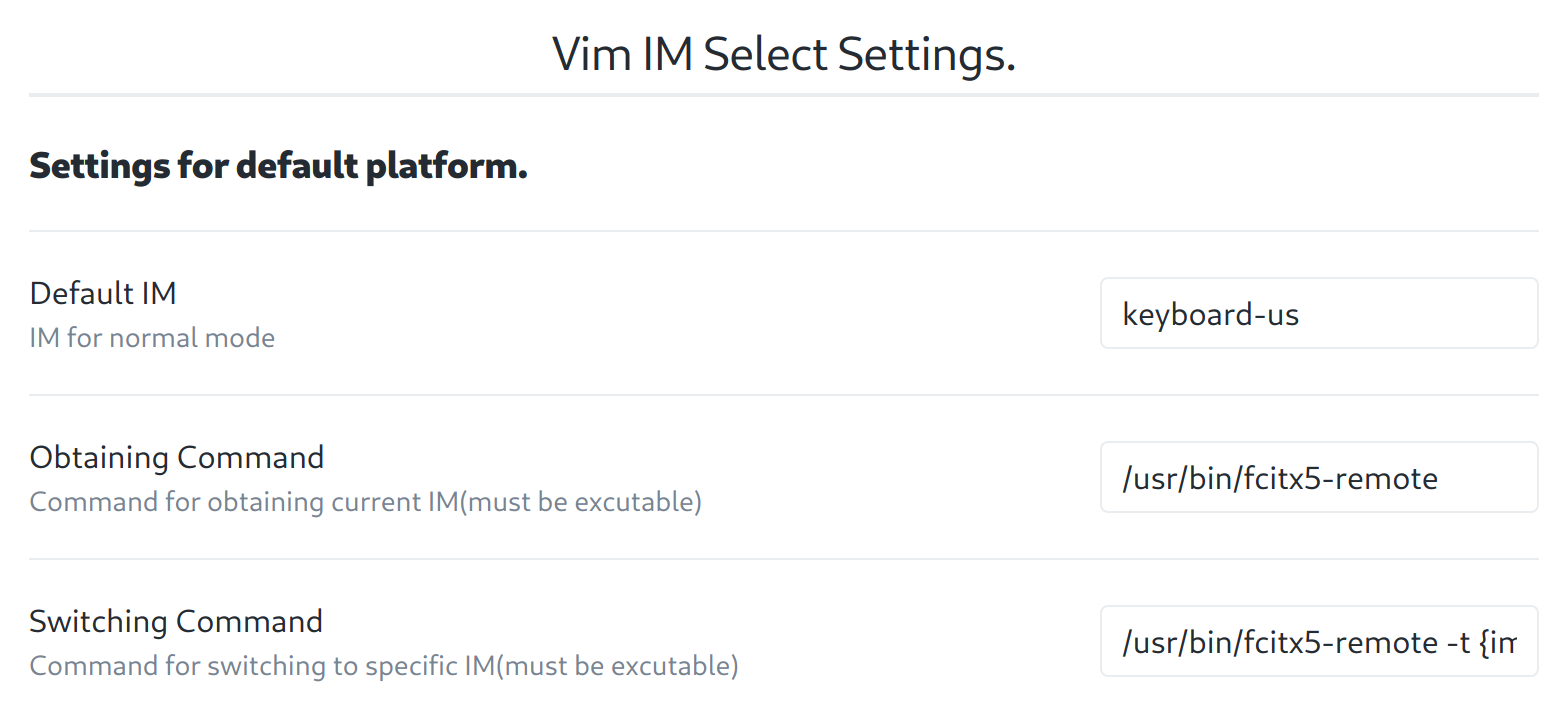 Vim IM Select Settings.
Settings for default platform.
Default IM
IM for normal mode
keyboard-us
Obtaining Command
Command for obtaining current IM(must be excutable)
/usr/bin/fcitx5-remote
Switching Command
Command for switching to specific IM(must be excutable)
/usr/bin/fcitx5-remote -t {im